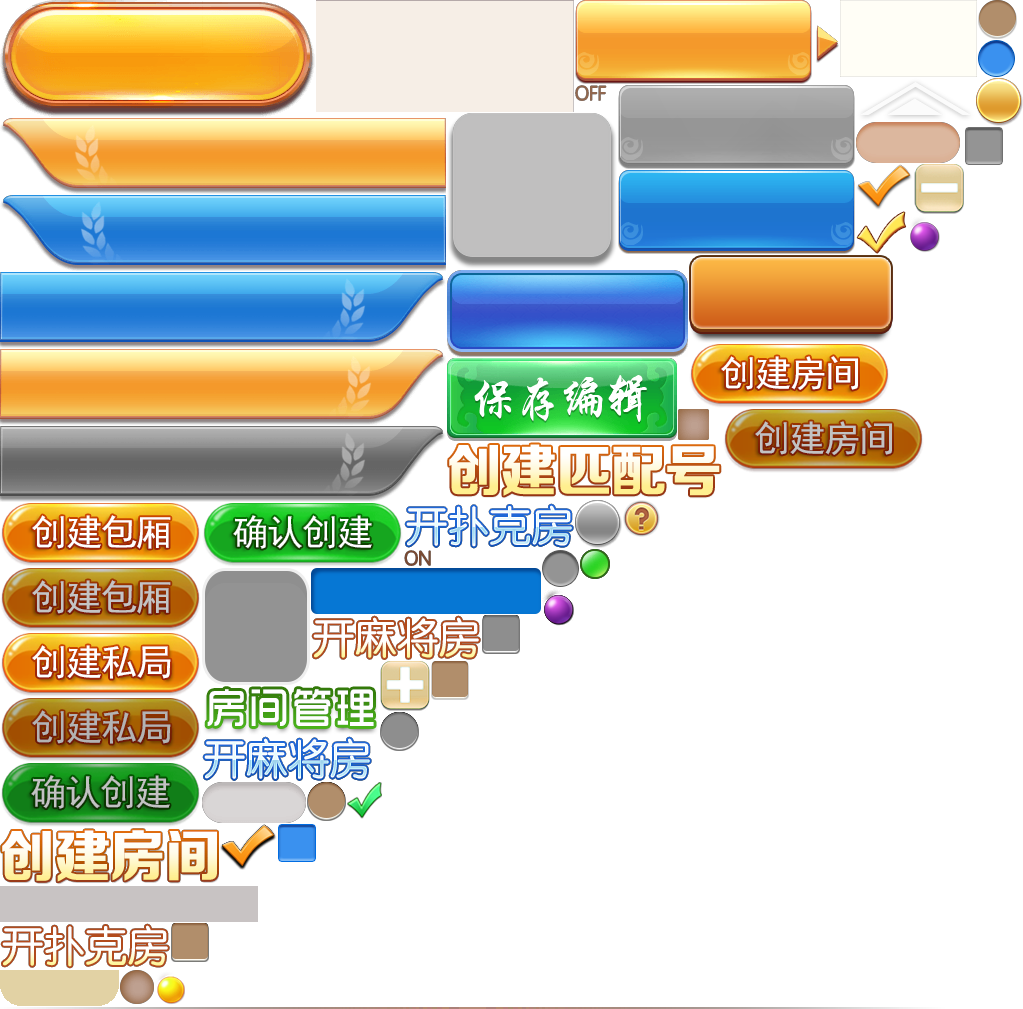 OFF
创建房间
保存编辑
创建房间
创建匹配号
创建包厢
确认创建
开扑克房
?
ON
创建包厢
开麻将房
创建私局
房间管理
创建私局
开麻将房
确认创建
创建房间
开扑克房